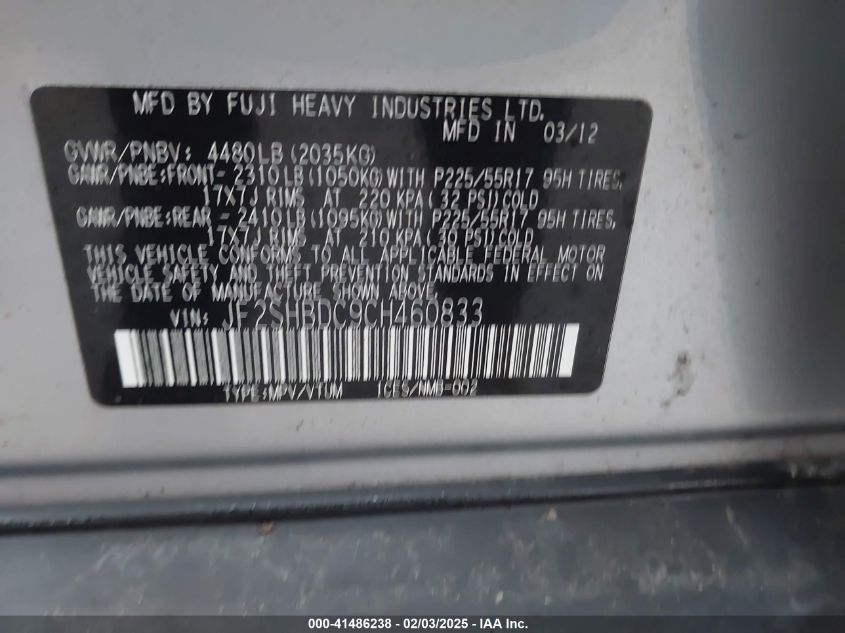 MFD BY FUJI HEAVY INDUSTRIES LTD.
MFD IN 03/12
GVWR/PNBV: 4480LB(2035KG)
GAWR/PNBE:FRONT-2310LB(1050KG)WITH P225/55R17 95H TIRES.
17X7J RIMS AT 220 KPA(32 PSI)COLD
GAWR/PNBE:REAR -2410LB(1095KG)WITH P225/55R17 95H TIRES,
17X7J RIMS AT 210 KPA(30 PSI)COLD
THIS VEHICLE CONFORMS TO ALL APPLICABLE FEDERAL MOTOR
VEHICLE SAFETY AND THEFT PREVENTION STANDARDS IN EFFECT ON
THE DATE OF MANUFACTURE SHOWN ABOVE.
VIN: JF2SHBDC9CH460833
TYPE:MPV/VTUM ICES/NMB-002
000-41486238 - 02/03/2025 - IAA Inc.